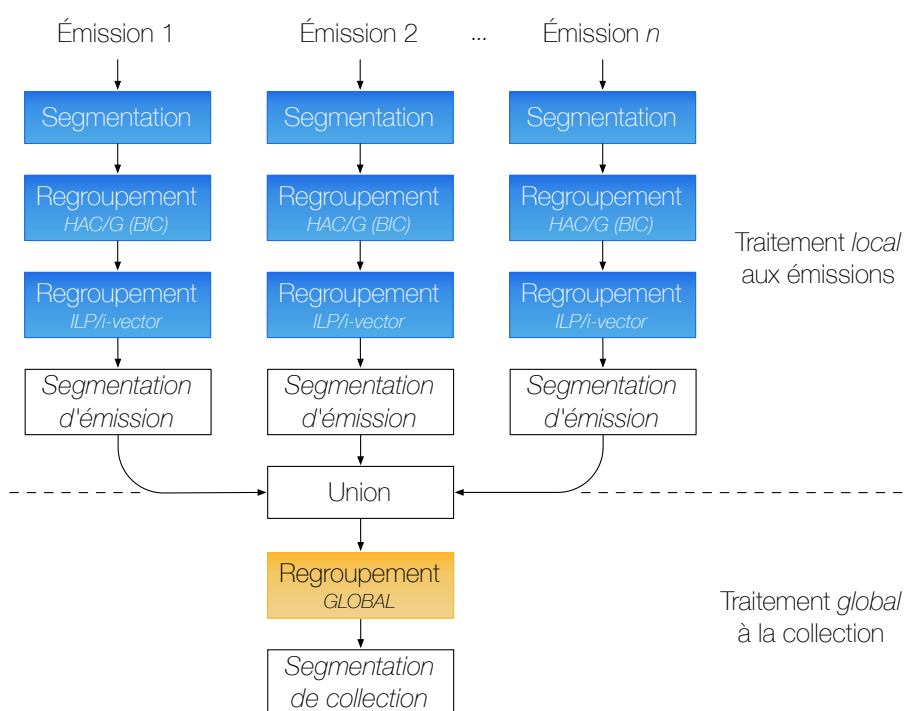 Émission 1 Émission 2 ... Émission n
Segmentation Segmentation Segmentation
Regroupement Regroupement Regroupement
HAC/G (BIC) HAC/G (BIC) HAC/G (BIC)
Traitement local
aux émissions
Regroupement Regroupement Regroupement
ILP/i-vector ILP/i-vector ILP/i-vector
Segmentation Segmentation Segmentation
d'émission d'émission d'émission
Union
Regroupement
GLOBAL
Traitement global
à la collection
Segmentation
de collection